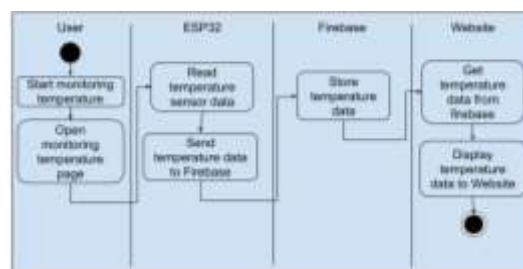 User
ESP32
Firebase
Website
Start monitoring
temperature
Open
monitoring
temperature
page
Read
temperature
sensor data
Send
temperature data
to Firebase
Store
temperature
data
Get
temperature
data from
firebase
Display
temperature
data to Website